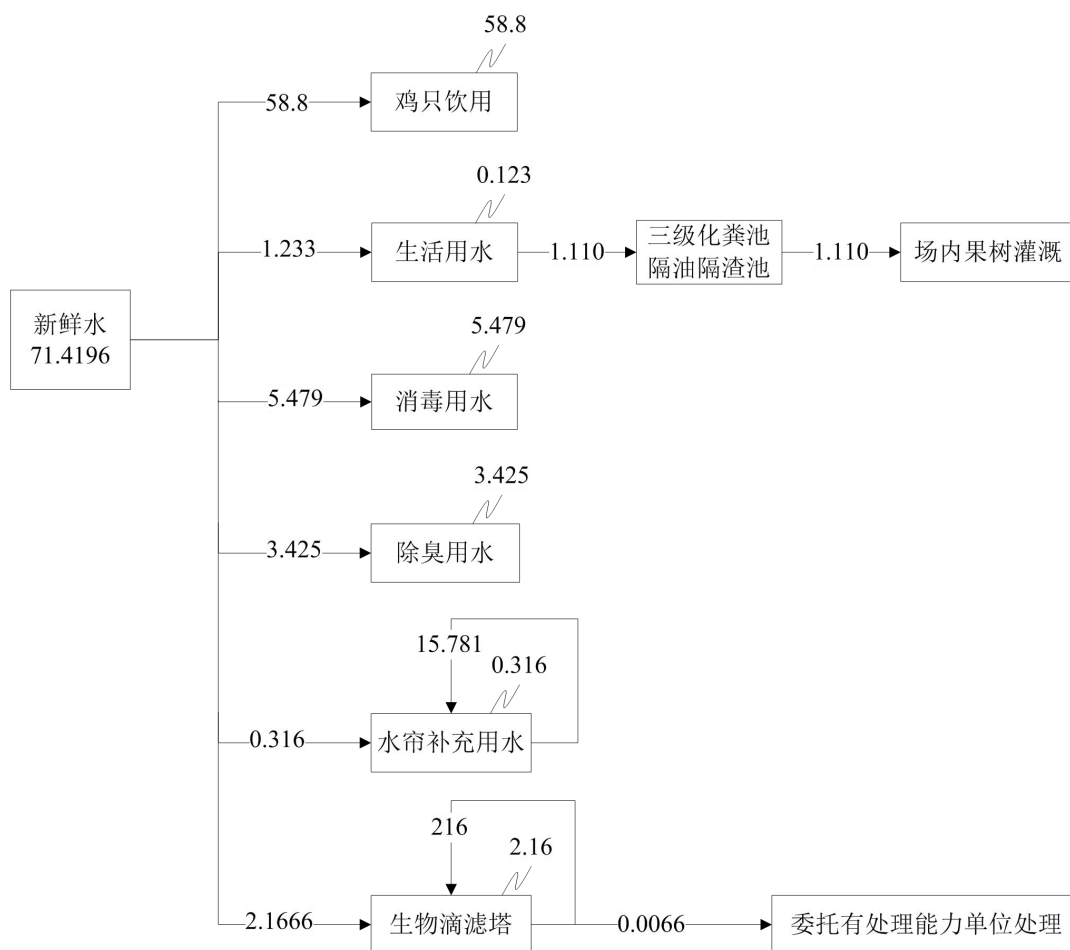 58.8
58.8
鸡只饮用
0.123
1.233
生活用水
1.110
三级化粪池
隔油隔渣池
1.110
场内果树灌溉
新鲜水
71.4196
5.479
5.479
消毒用水
3.425
3.425
除臭用水
15.781
0.316
0.316
水帘补充用水
216
2.16
2.1666
生物滴滤塔
0.0066
委托有处理能力单位处理